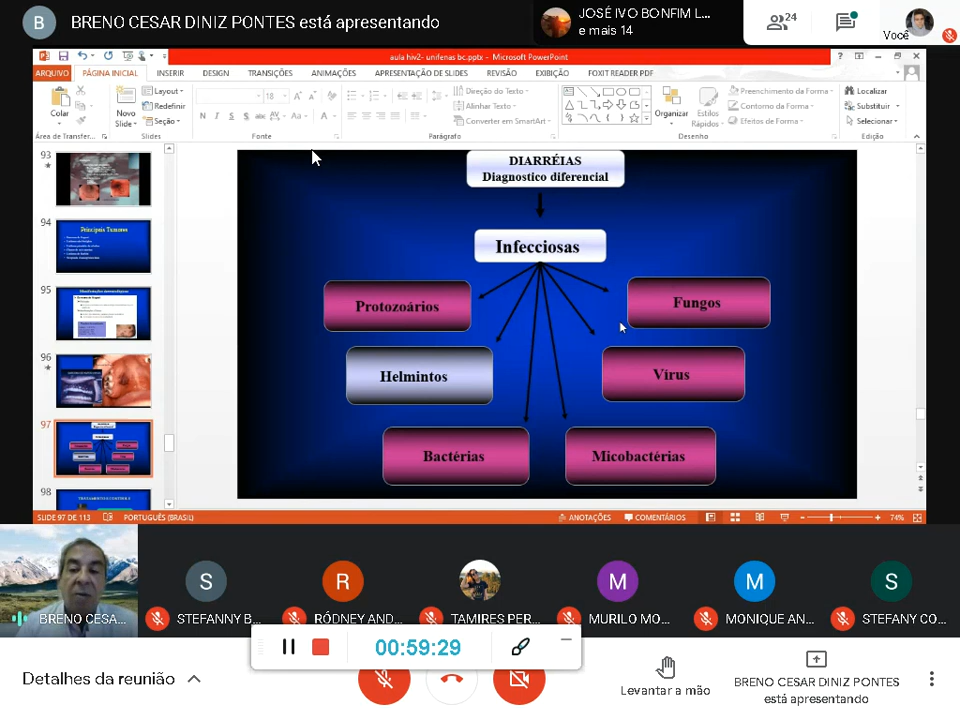 B
BRENO CESAR DINIZ PONTES está apresentando
JOSÉ IVO BONFIM L...
e mais 14
24
Você
aula hiv2- unifenas bc.pptx - Microsoft PowerPoint
ARQUIVO PÁGINA INICIAL INSERIR DESIGN TRANSIÇÕES ANIMAÇÕES APRESENTAÇÃO DE SLIDES REVISÃO EXIBIÇÃO FOXIT READER PDF
Colar
Novo
Slide
Layout
Redefinir
Seção
18
N I S abc AV Aa A
Direção do Texto
Alinhar Texto
Converter em SmartArt
Organizar
Estilos
Rápidos
Preenchimento da Forma
Contorno da Forma
Efeitos de Forma
Localizar
Substituir
Selecionar
Área de Transfer... Slides Fonte Parágrafo Desenho Edição
93
94
Principais Tumores
95
96
97
98
DIARRÉIAS
Diagnostico diferencial
Infecciosas
Protozoários
Fungos
Helmintos
Vírus
Bactérias
Micobactérias
SLIDE 97 DE 113 PORTUGUÊS (BRASIL) ANOTAÇÕES COMENTÁRIOS 74%
S
R
M
M
S
BRENO CESA...
STEFANNY B...
RÓDNEY AND...
TAMIRES PER...
MURILO MO...
MONIQUE AN...
STEFANY CO...
00:59:29
Detalhes da reunião
Levantar a mão
BRENO CESAR DINIZ PONTES
está apresentando